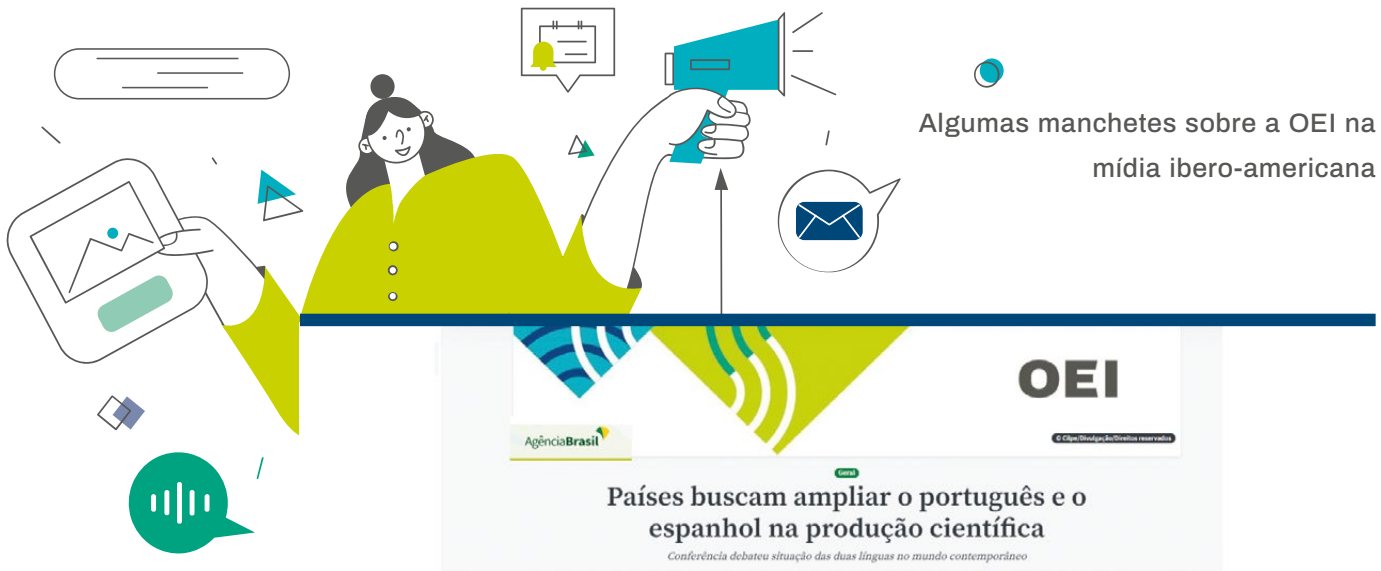 Algumas manchetes sobre a OEI na
mídia ibero-americana
OEI
AgênciaBrasil
© Cilpe/Divulgação/Direitos reservados
Geral
Países buscam ampliar o português e o
espanhol na produção científica
Conferência debateu situação das duas línguas no mundo contemporâneo